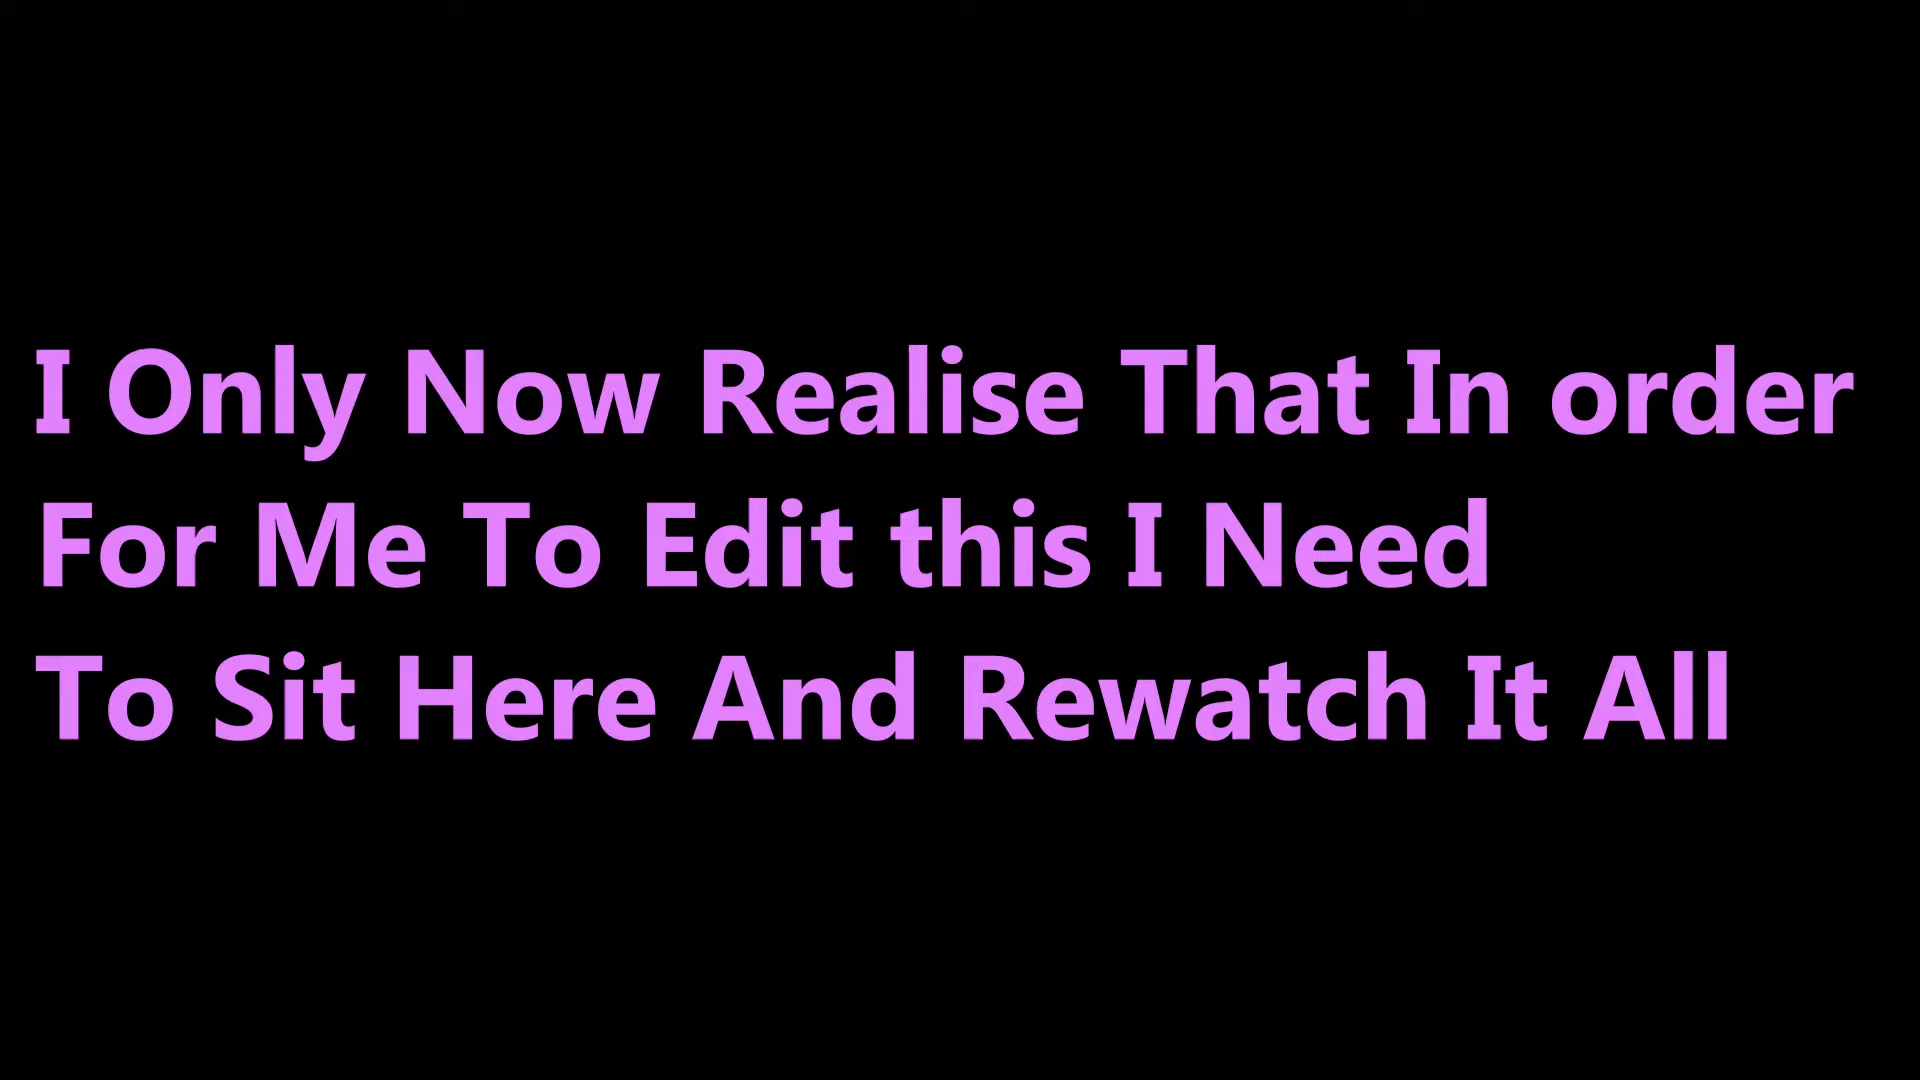 I Only Now Realise That In order
For Me To Edit this I Need
To Sit Here And Rewatch It All